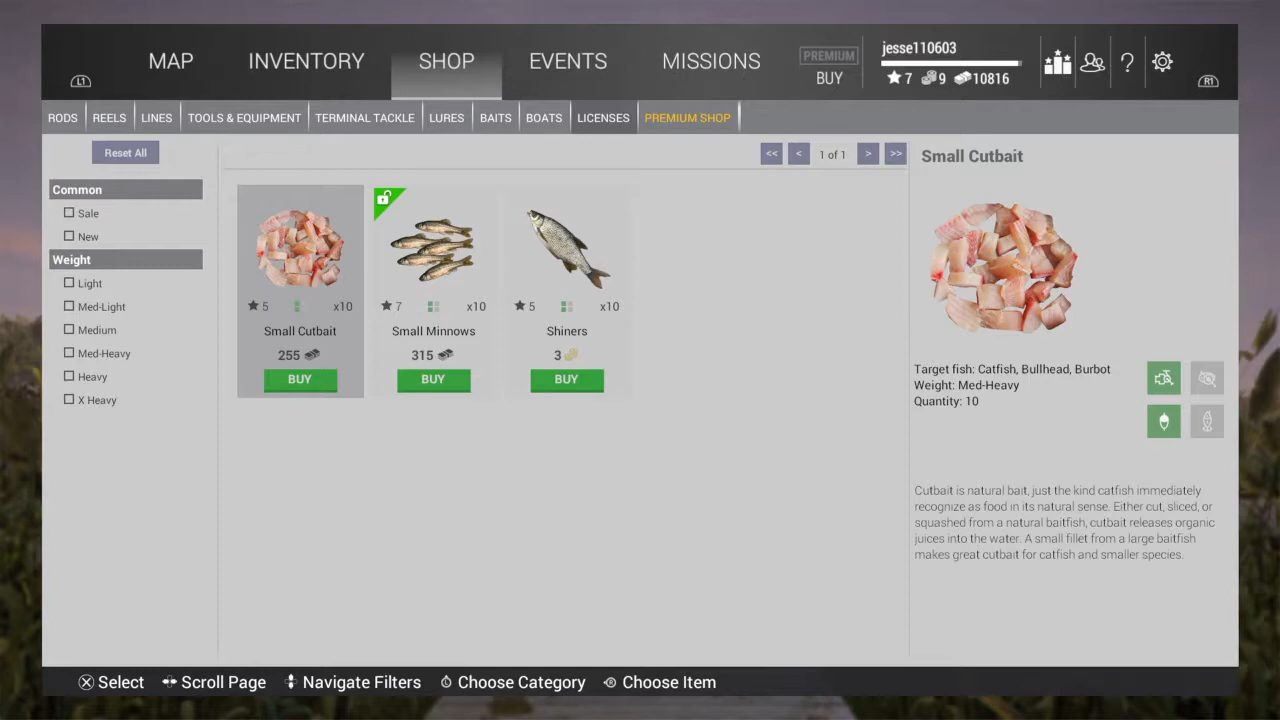 L1
MAP
INVENTORY
SHOP
EVENTS
MISSIONS
PREMIUM
BUY
jesse110603
7 9 10816
R1
RODS
REELS
LINES
TOOLS & EQUIPMENT
TERMINAL TACKLE
LURES
BAITS
BOATS
LICENSES
PREMIUM SHOP
Reset All
Common
Sale
New
Weight
Light
Med-Light
Medium
Med-Heavy
Heavy
X Heavy
<< < 1 of 1 > >>
5 x10
Small Cutbait
255
BUY
7 x10
Small Minnows
315
BUY
5 x10
Shiners
3
BUY
Small Cutbait
Target fish: Catfish, Bullhead, Burbot
Weight: Med-Heavy
Quantity: 10
Cutbait is natural bait, just the kind catfish immediately
recognize as food in its natural sense. Either cut, sliced, or
squashed from a natural baitfish, cutbait releases organic
juices into the water. A small fillet from a large baitfish
makes great cutbait for catfish and smaller species.
Select
Scroll Page
Navigate Filters
Choose Category
Choose Item